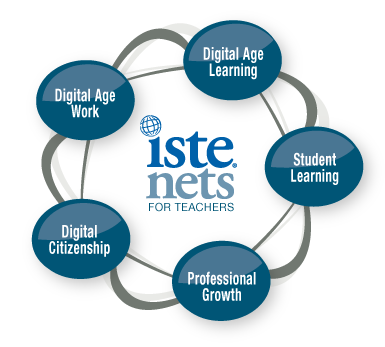 Digital Age
Learning
Digital Age
Work
Student
Learning
iste®
nets
FOR TEACHERS
Digital
Citizenship
Professional
Growth